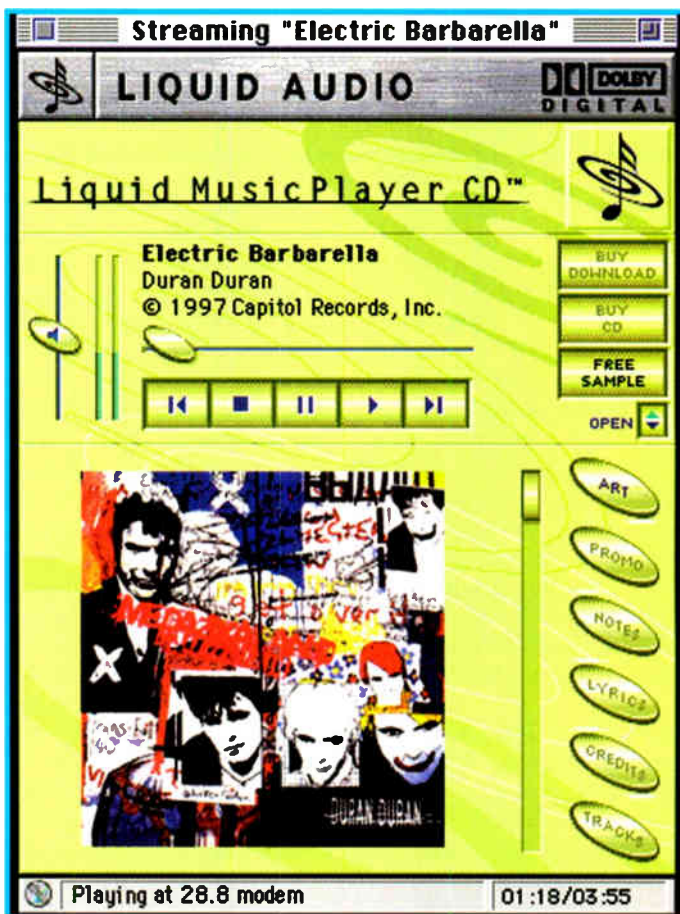 Streaming "Electric Barbarella"
LIQUID AUDIO
DOLBY
DIGITAL
Liquid MusicPlayer CD™
Electric Barbarella
Duran Duran
© 1997 Capitol Records, Inc.
BUY
DOWNLOAD
BUY
CD
FREE
SAMPLE
OPEN
ART
PROMO
NOTES
LYRICS
CREDITS
TRACKS
DURAN DURAN
Playing at 28.8 modem
01:18/03:55